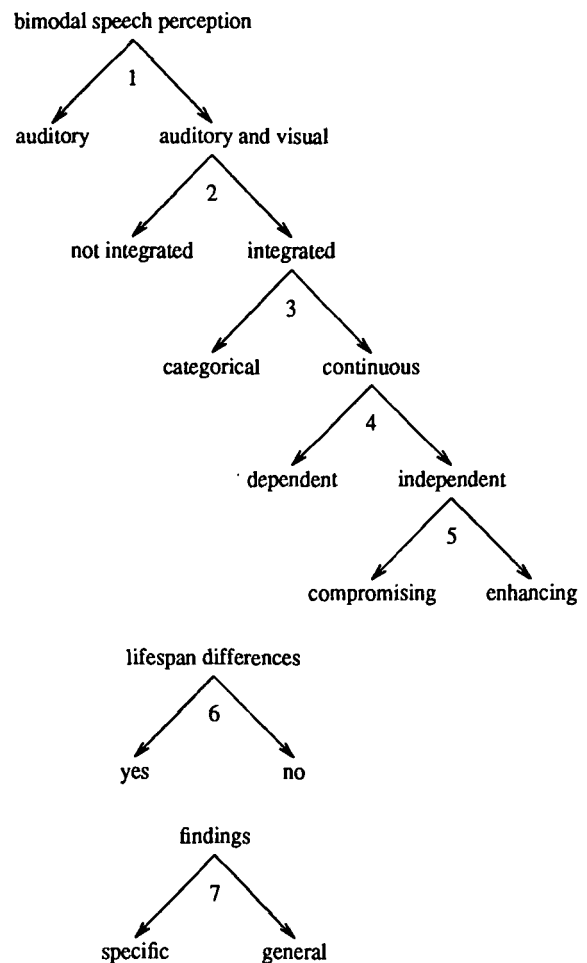 bimodal speech perception
1
auditory auditory and visual
2
not integrated integrated
3
categorical continuous
4
dependent independent
5
compromising enhancing
lifespan differences
6
yes no
findings
7
specific general